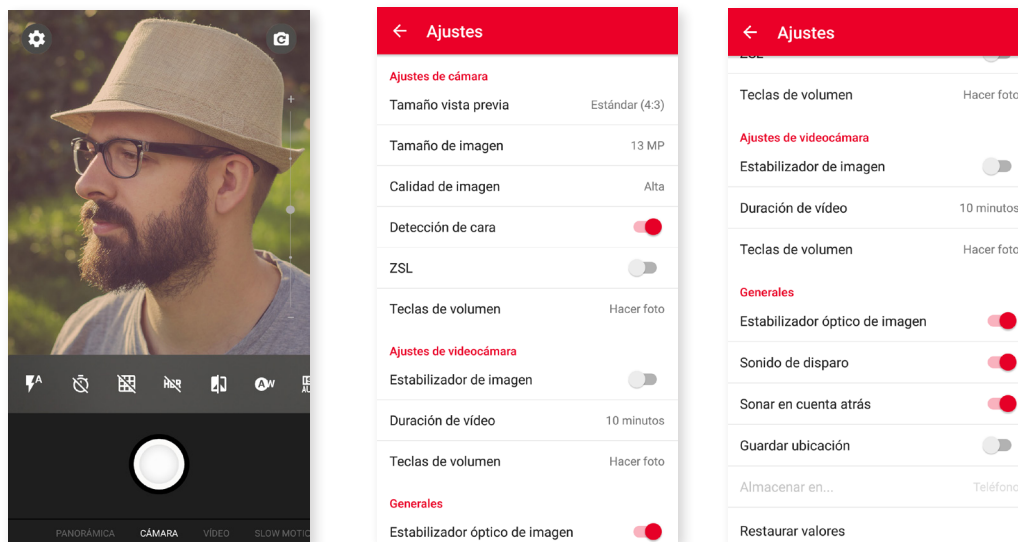 A
HDR
AW
PANORÁMICA CÁMARA VÍDEO SLOW MOTIO
Ajustes
Ajustes de cámara
Tamaño vista previa Estándar (4:3)
Tamaño de imagen 13 MP
Calidad de imagen Alta
Detección de cara
ZSL
Teclas de volumen Hacer foto
Ajustes de videocámara
Estabilizador de imagen
Duración de vídeo 10 minutos
Teclas de volumen Hacer foto
Generales
Estabilizador óptico de imagen
Ajustes
Teclas de volumen Hacer foto
Ajustes de videocámara
Estabilizador de imagen
Duración de vídeo 10 minutos
Teclas de volumen Hacer foto
Generales
Estabilizador óptico de imagen
Sonido de disparo
Sonar en cuenta atrás
Guardar ubicación
Almacenar en... Teléfono
Restaurar valores